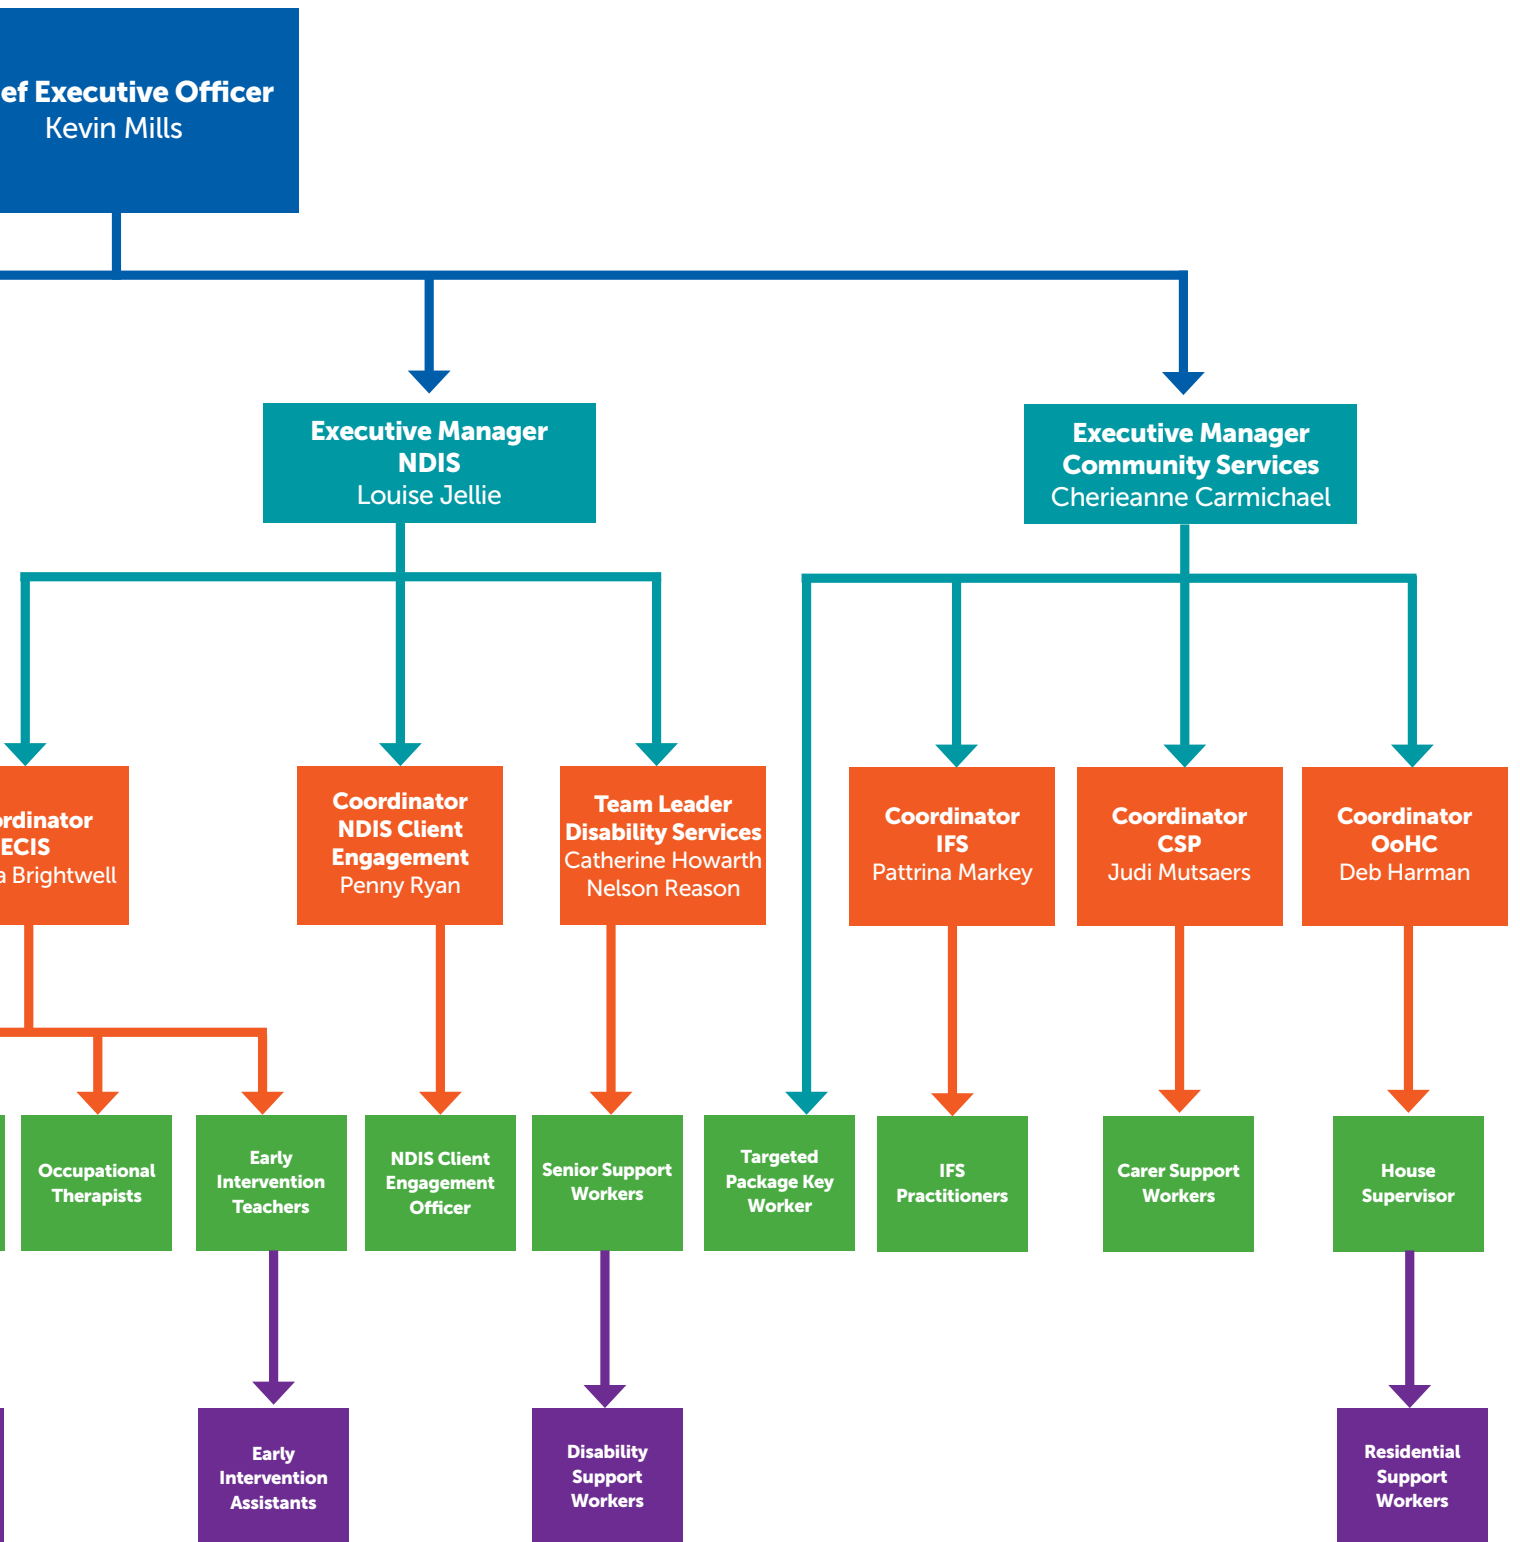 ef Executive Officer
Kevin Mills
Executive Manager
NDIS
Louise Jellie
Executive Manager
Community Services
Cherieanne Carmichael
rdinator
ECIS
a Brightwell
Coordinator
NDIS Client
Engagement
Penny Ryan
Team Leader
Disability Services
Catherine Howarth
Nelson Reason
Coordinator
IFS
Pattrina Markey
Coordinator
CSP
Judi Mutsaers
Coordinator
OoHC
Deb Harman
Occupational
Therapists
Early
Intervention
Teachers
NDIS Client
Engagement
Officer
Senior Support
Workers
Targeted
Package Key
Worker
IFS
Practitioners
Carer Support
Workers
House
Supervisor
Early
Intervention
Assistants
Disability
Support
Workers
Residential
Support
Workers